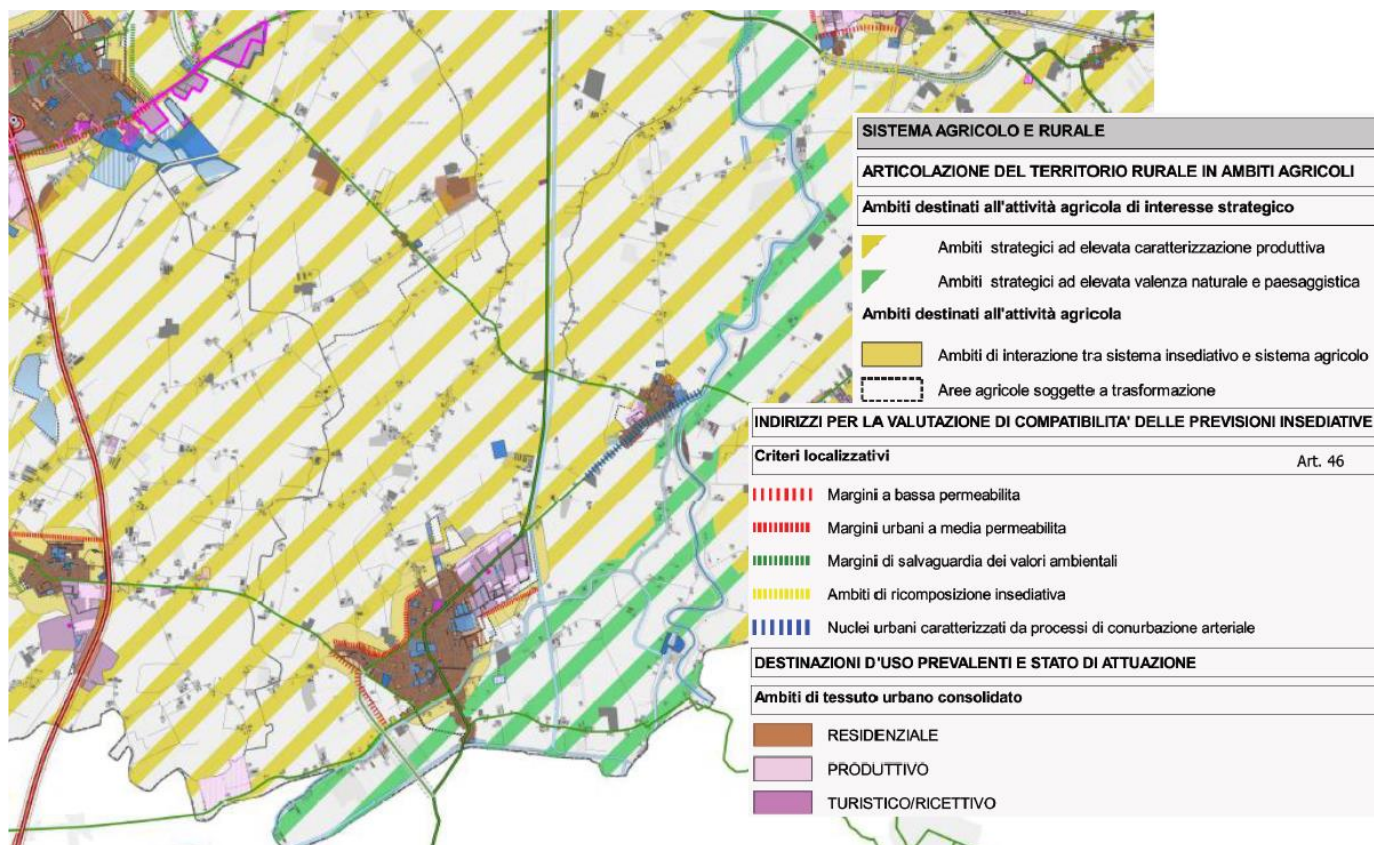 SISTEMA AGRICOLO E RURALE
ARTICOLAZIONE DEL TERRITORIO RURALE IN AMBITI AGRICOLI
Ambiti destinati all'attività agricola di interesse strategico
Ambiti strategici ad elevata caratterizzazione produttiva
Ambiti strategici ad elevata valenza naturale e paesaggistica
Ambiti destinati all'attività agricola
Ambiti di interazione tra sistema insediativo e sistema agricolo
Aree agricole soggette a trasformazione
INDIRIZZI PER LA VALUTAZIONE DI COMPATIBILITA' DELLE PREVISIONI INSEDIATIVE
Criteri localizzativi Art. 46
Margini a bassa permeabilita
Margini urbani a media permeabilita
Margini di salvaguardia dei valori ambientali
Ambiti di ricomposizione insediativa
Nuclei urbani caratterizzati da processi di conurbazione arteriale
DESTINAZIONI D'USO PREVALENTI E STATO DI ATTUAZIONE
Ambiti di tessuto urbano consolidato
RESIDENZIALE
PRODUTTIVO
TURISTICO/RICETTIVO